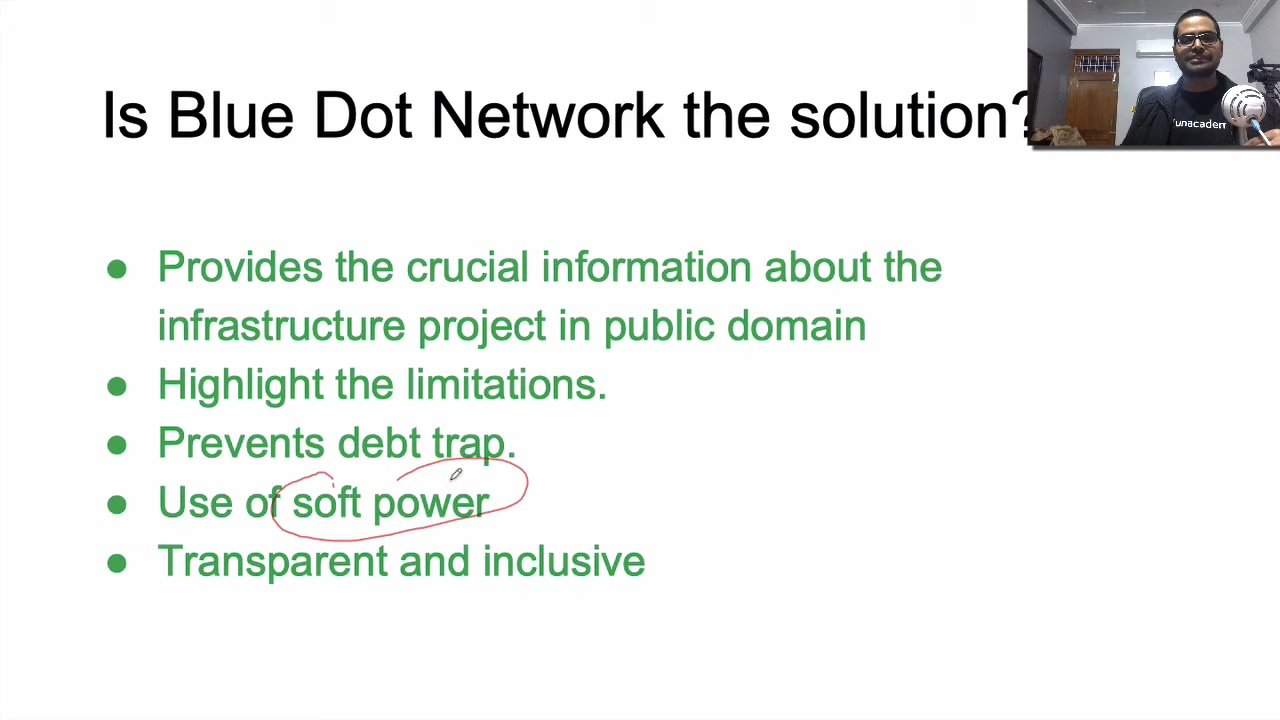 Is Blue Dot Network the solution?
unacadem
● Provides the crucial information about the
infrastructure project in public domain
● Highlight the limitations.
● Prevents debt trap.
● Use of soft power
● Transparent and inclusive